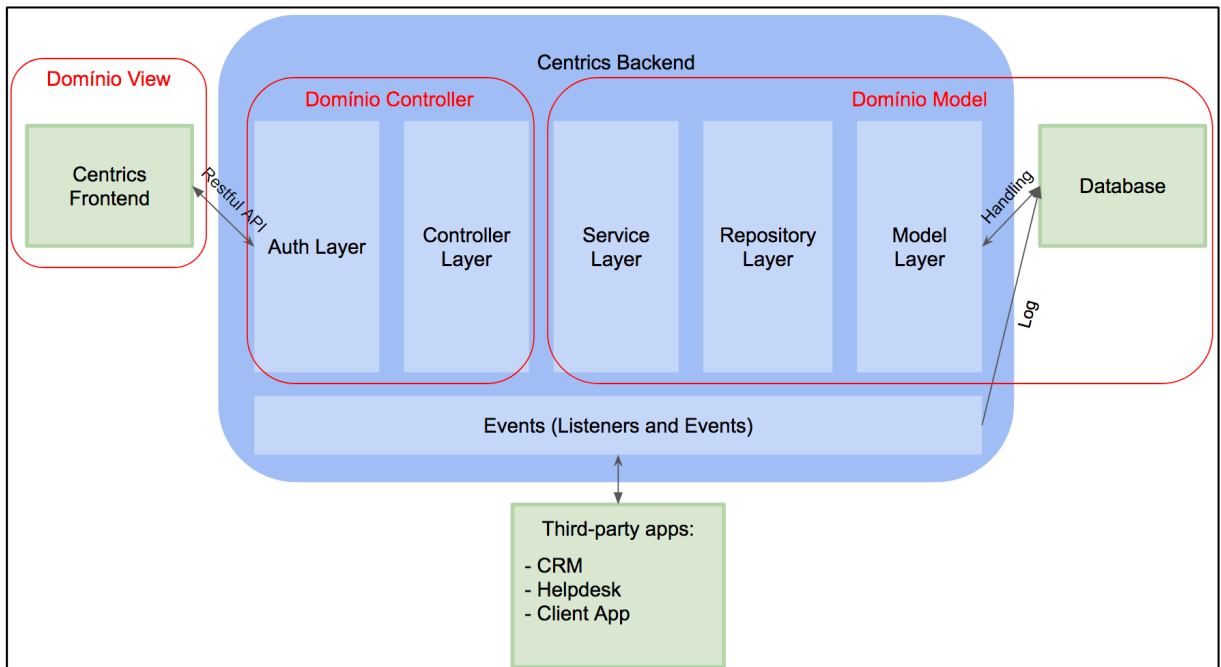 Centrics Backend
Domínio View
Domínio Controller
Domínio Model
Centrics
Frontend
Restful API
Auth Layer
Controller
Layer
Service
Layer
Repository
Layer
Model
Layer
Handling
Database
Log
Events (Listeners and Events)
Third-party apps:
- CRM
- Helpdesk
- Client App